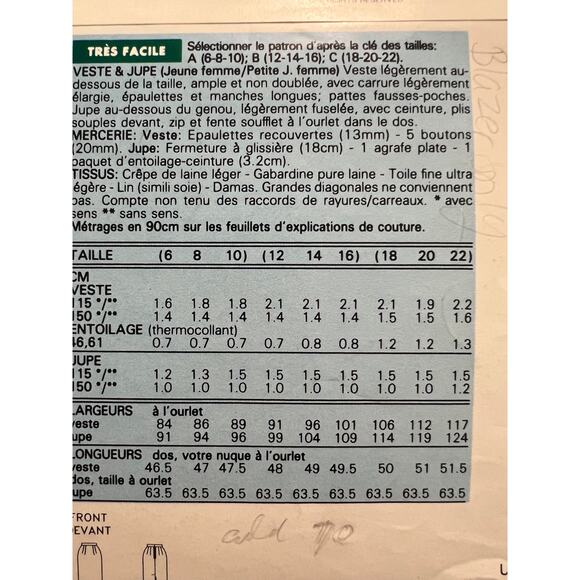 TRÈS FACILE
Sélectionner le patron d'après la clé des tailles:
A (6-8-10); B (12-14-16); C (18-20-22).
VESTE & JUPE (Jeune femme/Petite J. femme) Veste légèrement au-
dessous de la taille, ample et non doublée, avec carrure légèrement
élargie, épaulettes et manches longues; pattes fausses-poches.
Jupe au-dessous du genou, légèrement fuselée, avec ceinture, plis
souples devant, zip et fente soufflet à l'ourlet dans le dos.
MERCERIE: Veste: Epaulettes recouvertes (13mm) - 5 boutons
(20mm). Jupe: Fermeture à glissière (18cm) - 1 agrafe plate - 1
paquet d'entoilage-ceinture (3.2cm).
TISSUS: Crêpe de laine léger - Gabardine pure laine - Toile fine ultra
légère - Lin (simili soie) - Damas. Grandes diagonales ne conviennent
pas. Compte non tenu des raccords de rayures/carreaux. * avec
sens ** sans sens.
Métrages en 90cm sur les feuillets d'explications de couture.
TAILLE (6 8 10) (12 14 16) (18 20 22)
CM
VESTE
115 */** 1.6 1.8 1.8 2.1 2.1 2.1 2.1 1.9 2.2
150 */** 1.4 1.4 1.4 1.4 1.4 1.4 1.5 1.5 1.6
ENTOILAGE (thermocollant)
46,61 0.7 0.7 0.7 0.7 0.8 0.8 1.2 1.2 1.3
JUPE
115 */** 1.2 1.3 1.5 1.5 1.5 1.5 1.5 1.5 1.5
150 */** 1.0 1.0 1.0 1.0 1.0 1.0 1.0 1.0 1.2
LARGEURS à l'ourlet
veste 84 86 89 91 96 101 106 112 117
jupe 91 94 96 99 104 109 114 119 124
LONGUEURS dos, votre nuque à l'ourlet
veste 46.5 47 47.5 48 49 49.5 50 51 51.5
dos, taille à ourlet
jupe 63.5 63.5 63.5 63.5 63.5 63.5 63.5 63.5 63.5
FRONT
DEVANT
add
Blazer only